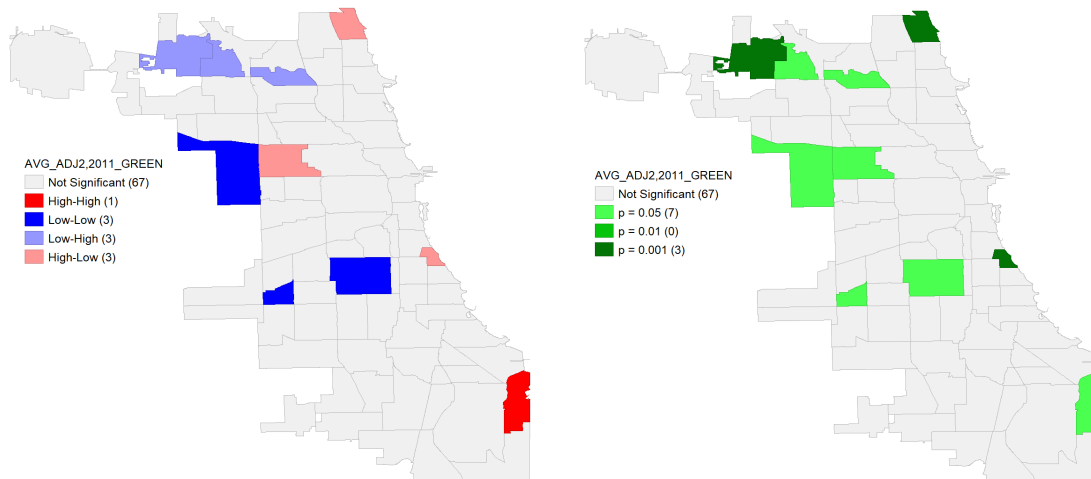 AVG_ADJ2,2011_GREEN
Not Significant (67)
High-High (1)
Low-Low (3)
Low-High (3)
High-Low (3)
AVG_ADJ2,2011_GREEN
Not Significant (67)
p = 0.05 (7)
p = 0.01 (0)
p = 0.001 (3)